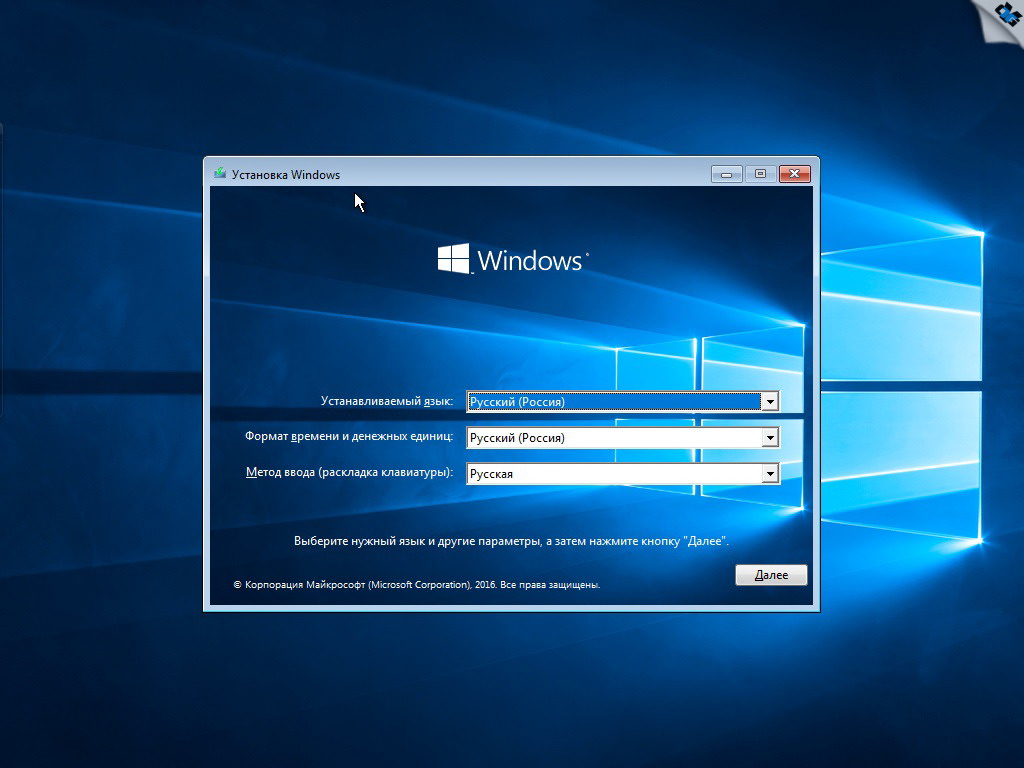 Установка Windows
Windows
Устанавливаемый язык: Русский (Россия)
Формат времени и денежных единиц: Русский (Россия)
Метод ввода (раскладка клавиатуры): Русская
Выберите нужный язык и другие параметры, а затем нажмите кнопку "Далее".
Далее
© Корпорация Майкрософт (Microsoft Corporation), 2016. Все права защищены.